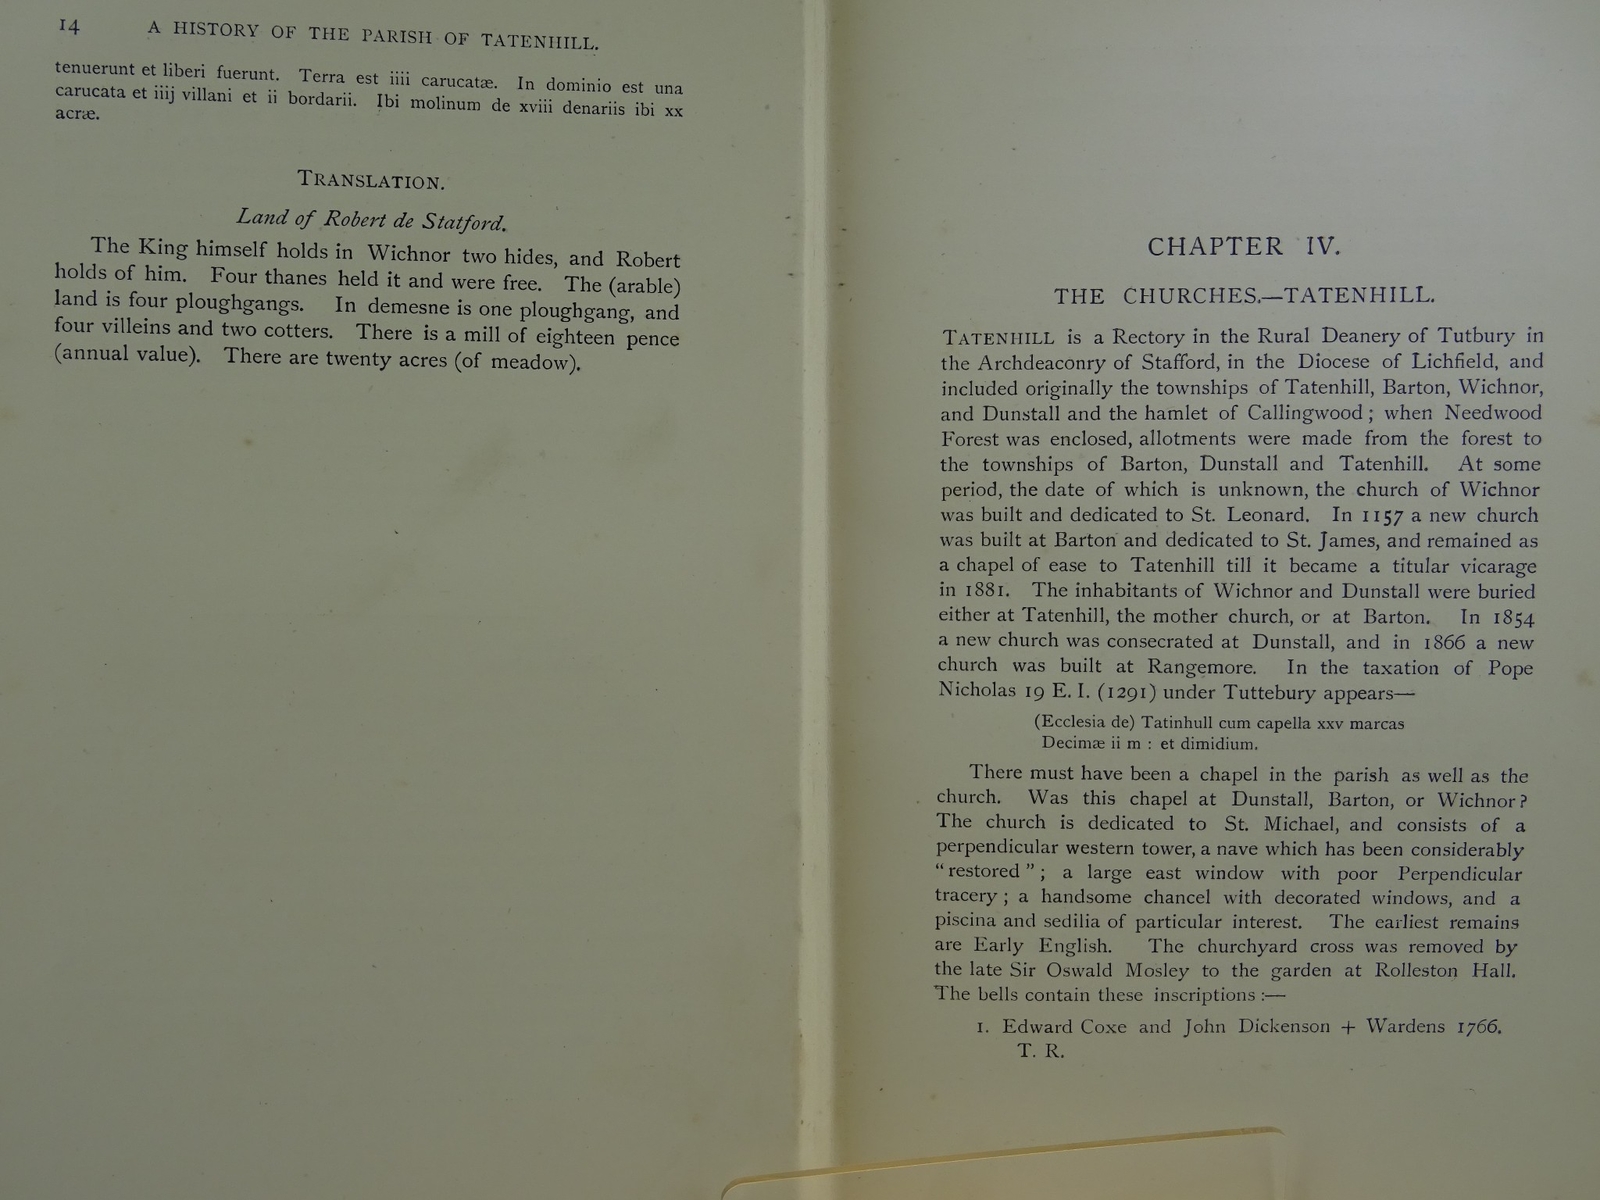 14 A HISTORY OF THE PARISH OF TATENHILL.
tenuerunt et liberi fuerunt. Terra est iiii carucatæ. In dominio est una
carucata et iiij villani et ii bordarii. Ibi molinum de xviii denariis ibi xx
acræ.
TRANSLATION.
Land of Robert de Statford.
The King himself holds in Wichnor two hides, and Robert
holds of him. Four thanes held it and were free. The (arable)
land is four ploughgangs. In demesne is one ploughgang, and
four villeins and two cotters. There is a mill of eighteen pence
(annual value). There are twenty acres (of meadow).
CHAPTER IV.
THE CHURCHES.—TATENHILL.
TATENHILL is a Rectory in the Rural Deanery of Tutbury in
the Archdeaconry of Stafford, in the Diocese of Lichfield, and
included originally the townships of Tatenhill, Barton, Wichnor,
and Dunstall and the hamlet of Callingwood; when Needwood
Forest was enclosed, allotments were made from the forest to
the townships of Barton, Dunstall and Tatenhill. At some
period, the date of which is unknown, the church of Wichnor
was built and dedicated to St. Leonard. In 1157 a new church
was built at Barton and dedicated to St. James, and remained as
a chapel of ease to Tatenhill till it became a titular vicarage
in 1881. The inhabitants of Wichnor and Dunstall were buried
either at Tatenhill, the mother church, or at Barton. In 1854
a new church was consecrated at Dunstall, and in 1866 a new
church was built at Rangemore. In the taxation of Pope
Nicholas 19 E. I. (1291) under Tuttebury appears—
(Ecclesia de) Tatinhull cum capella xxv marcas
Decimæ ii m : et dimidium.
There must have been a chapel in the parish as well as the
church. Was this chapel at Dunstall, Barton, or Wichnor?
The church is dedicated to St. Michael, and consists of a
perpendicular western tower, a nave which has been considerably
“restored”; a large east window with poor Perpendicular
tracery; a handsome chancel with decorated windows, and a
piscina and sedilia of particular interest. The earliest remains
are Early English. The churchyard cross was removed by
the late Sir Oswald Mosley to the garden at Rolleston Hall.
The bells contain these inscriptions :—
1. Edward Coxe and John Dickenson + Wardens 1766.
T. R.